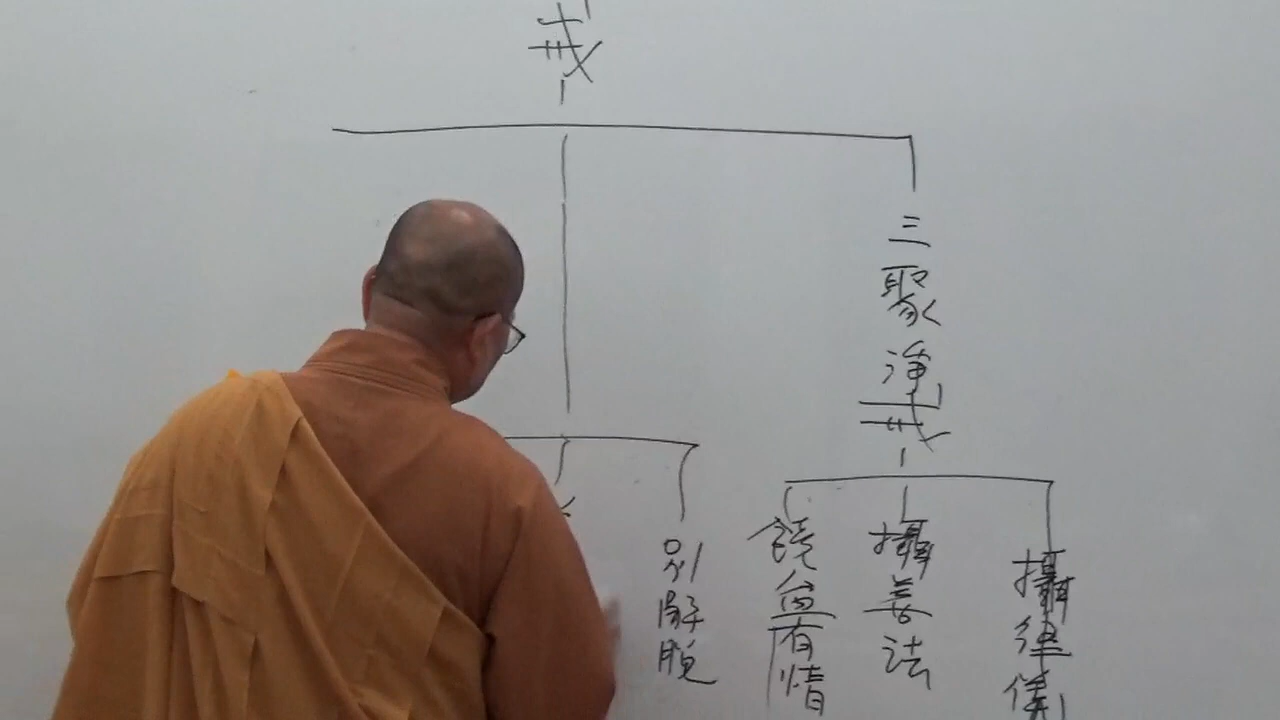 戒
三聚淨戒
攝律儀
攝善法
饒益有情
別解脫